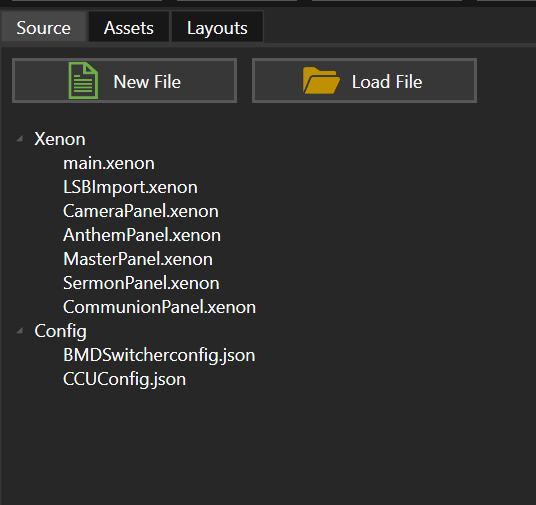 Source Assets Layouts
New File Load File
Xenon
main.xenon
LSBImport.xenon
CameraPanel.xenon
AnthemPanel.xenon
MasterPanel.xenon
SermonPanel.xenon
CommunionPanel.xenon
Config
BMDSwitcherconfig.json
CCUConfig.json